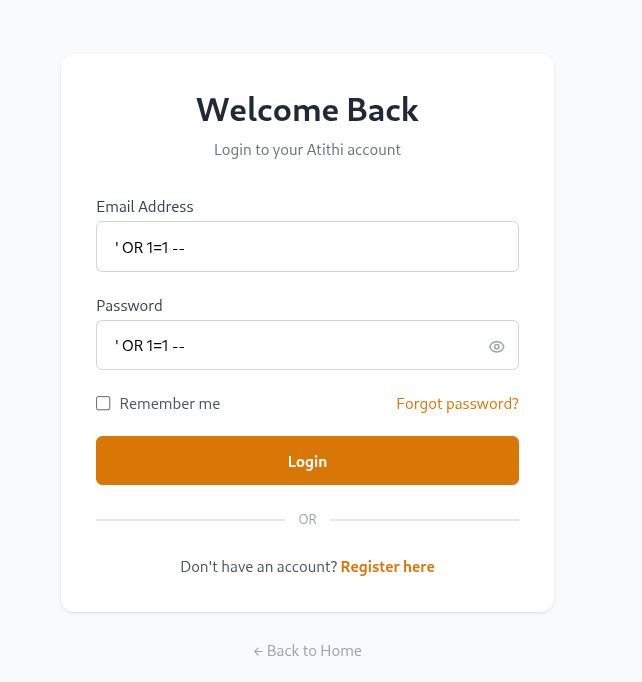 Welcome Back
Login to your Atithi account
Email Address
' OR 1=1 --
Password
' OR 1=1 --
Remember me Forgot password?
Login
OR
Don't have an account? Register here
← Back to Home